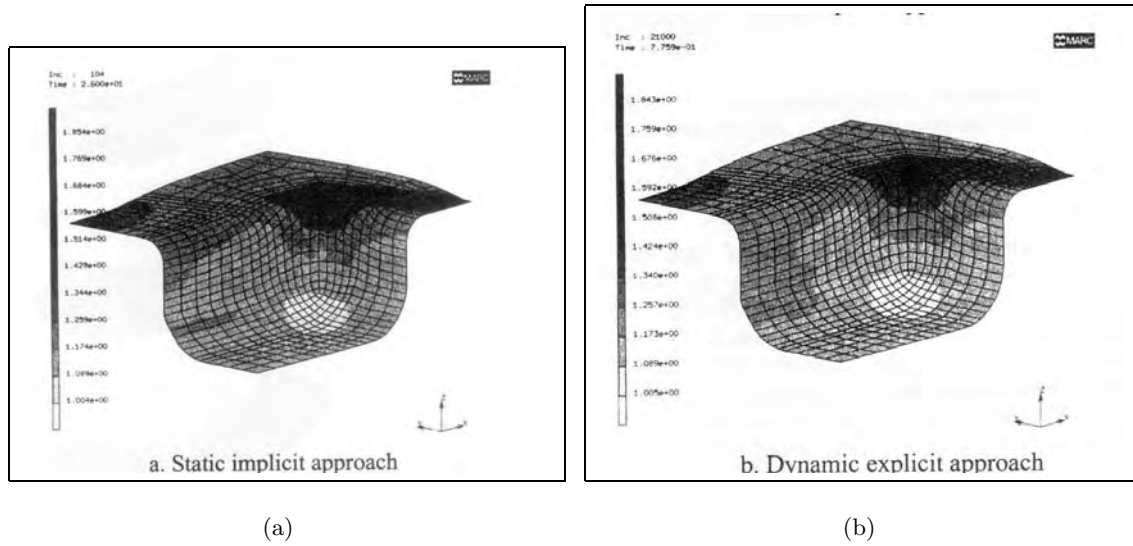 Inc : 104
Time : 2.600e+01
MARC
1.854e+00
1.769e+00
1.684e+00
1.599e+00
1.514e+00
1.429e+00
1.344e+00
1.259e+00
1.174e+00
1.089e+00
1.004e+00
a. Static implicit approach
(a)
Inc : 21000
Time : 7.759e-01
MARC
1.843e+00
1.759e+00
1.676e+00
1.592e+00
1.508e+00
1.424e+00
1.340e+00
1.257e+00
1.173e+00
1.089e+00
1.005e+00
b. Dynamic explicit approach
(b)